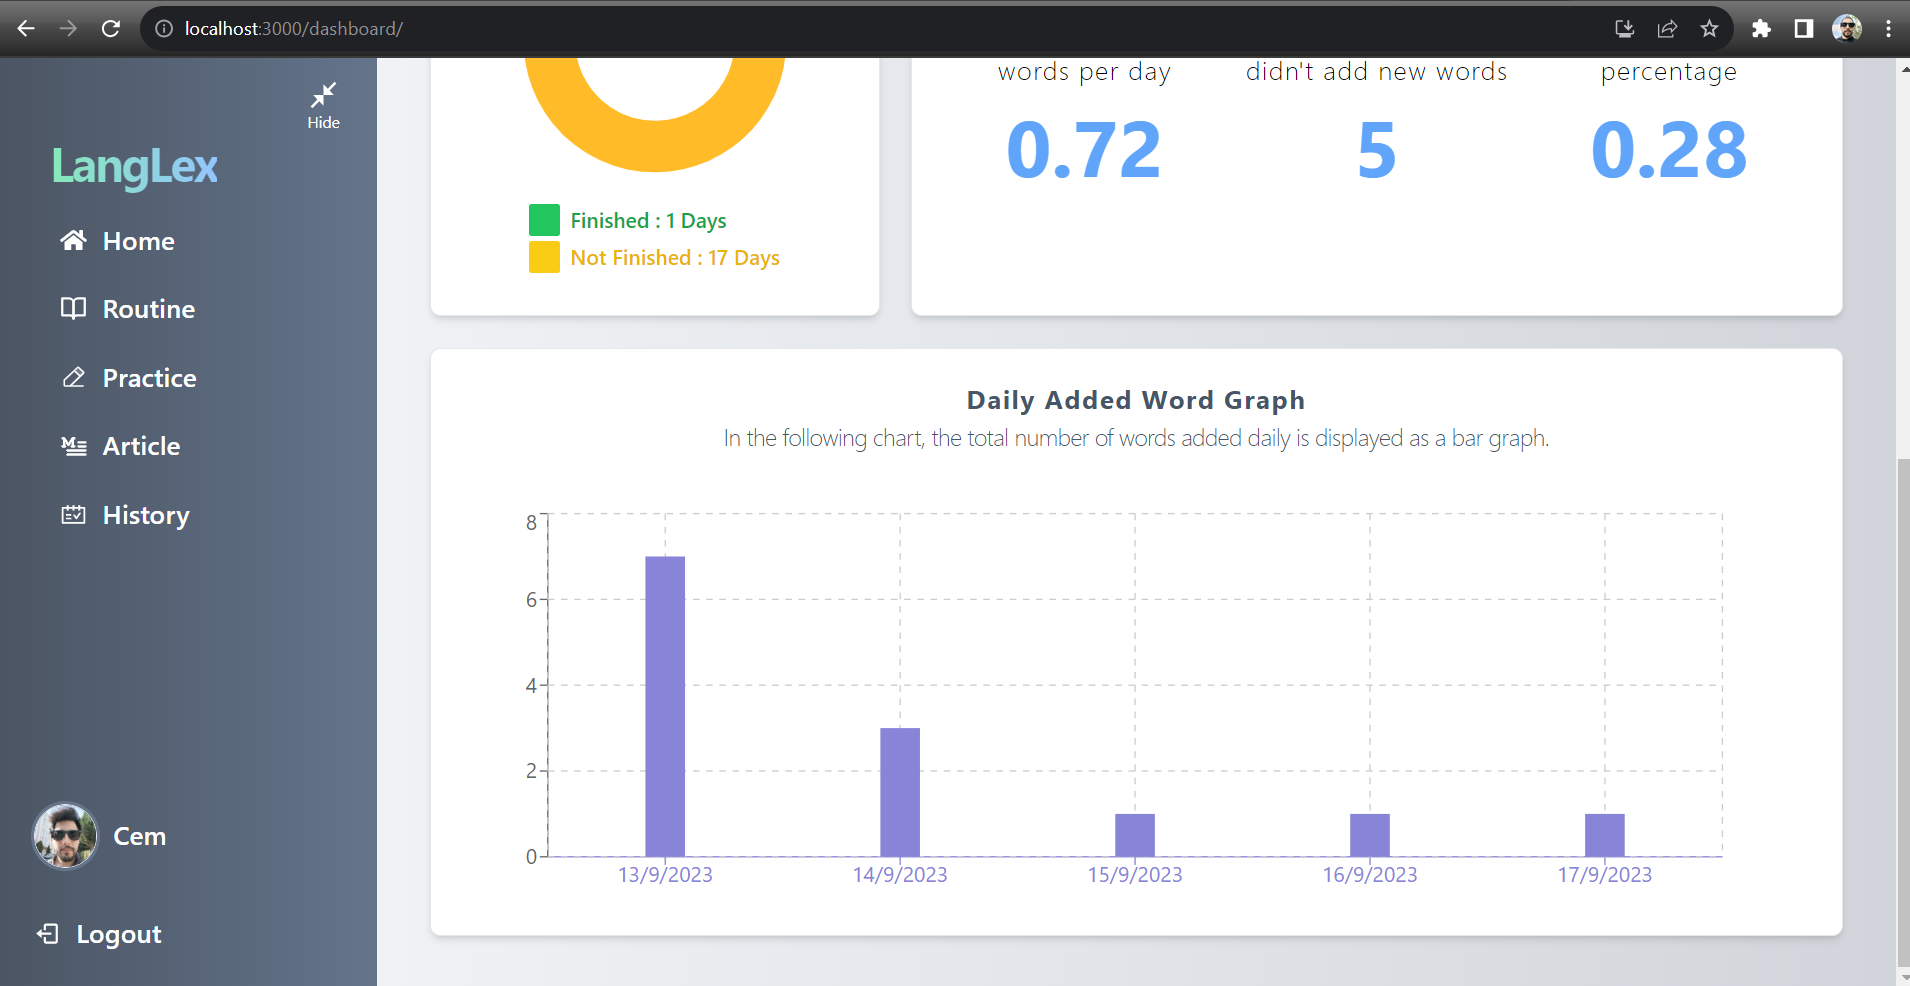 localhost:3000/dashboard/
Hide
LangLex
Home
Routine
Practice
Article
History
Cem
Logout
Finished : 1 Days
Not Finished : 17 Days
words per day
0.72
didn't add new words
5
percentage
0.28
Daily Added Word Graph
In the following chart, the total number of words added daily is displayed as a bar graph.
8
6
4
2
0
13/9/2023
14/9/2023
15/9/2023
16/9/2023
17/9/2023